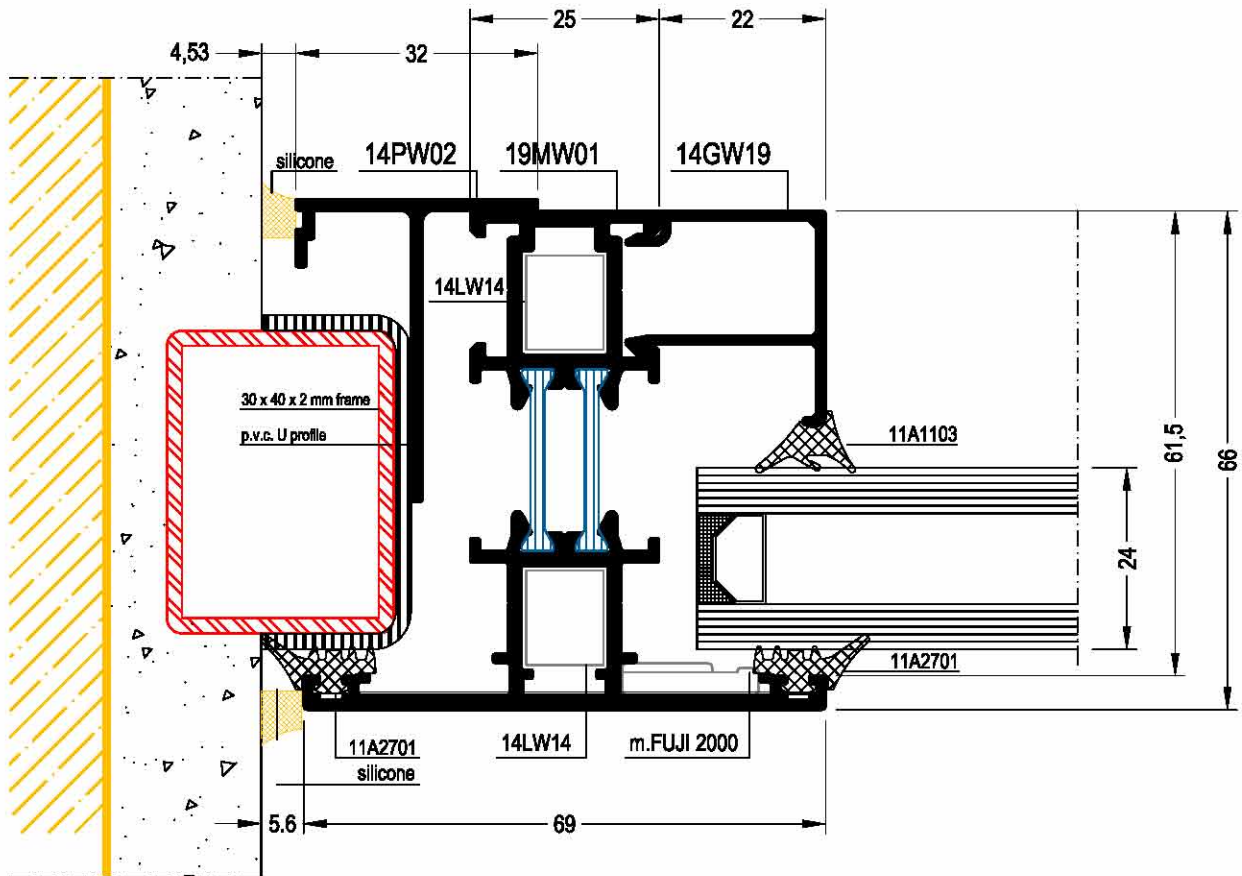 25
22
4,53
32
silicone
14PW02
19MW01
14GW19
14LW14
30 x 40 x 2 mm frame
p.v.c. U profile
11A1103
61,5
66
24
11A2701
11A2701
silicone
14LW14
m.FUJI 2000
5.6
69